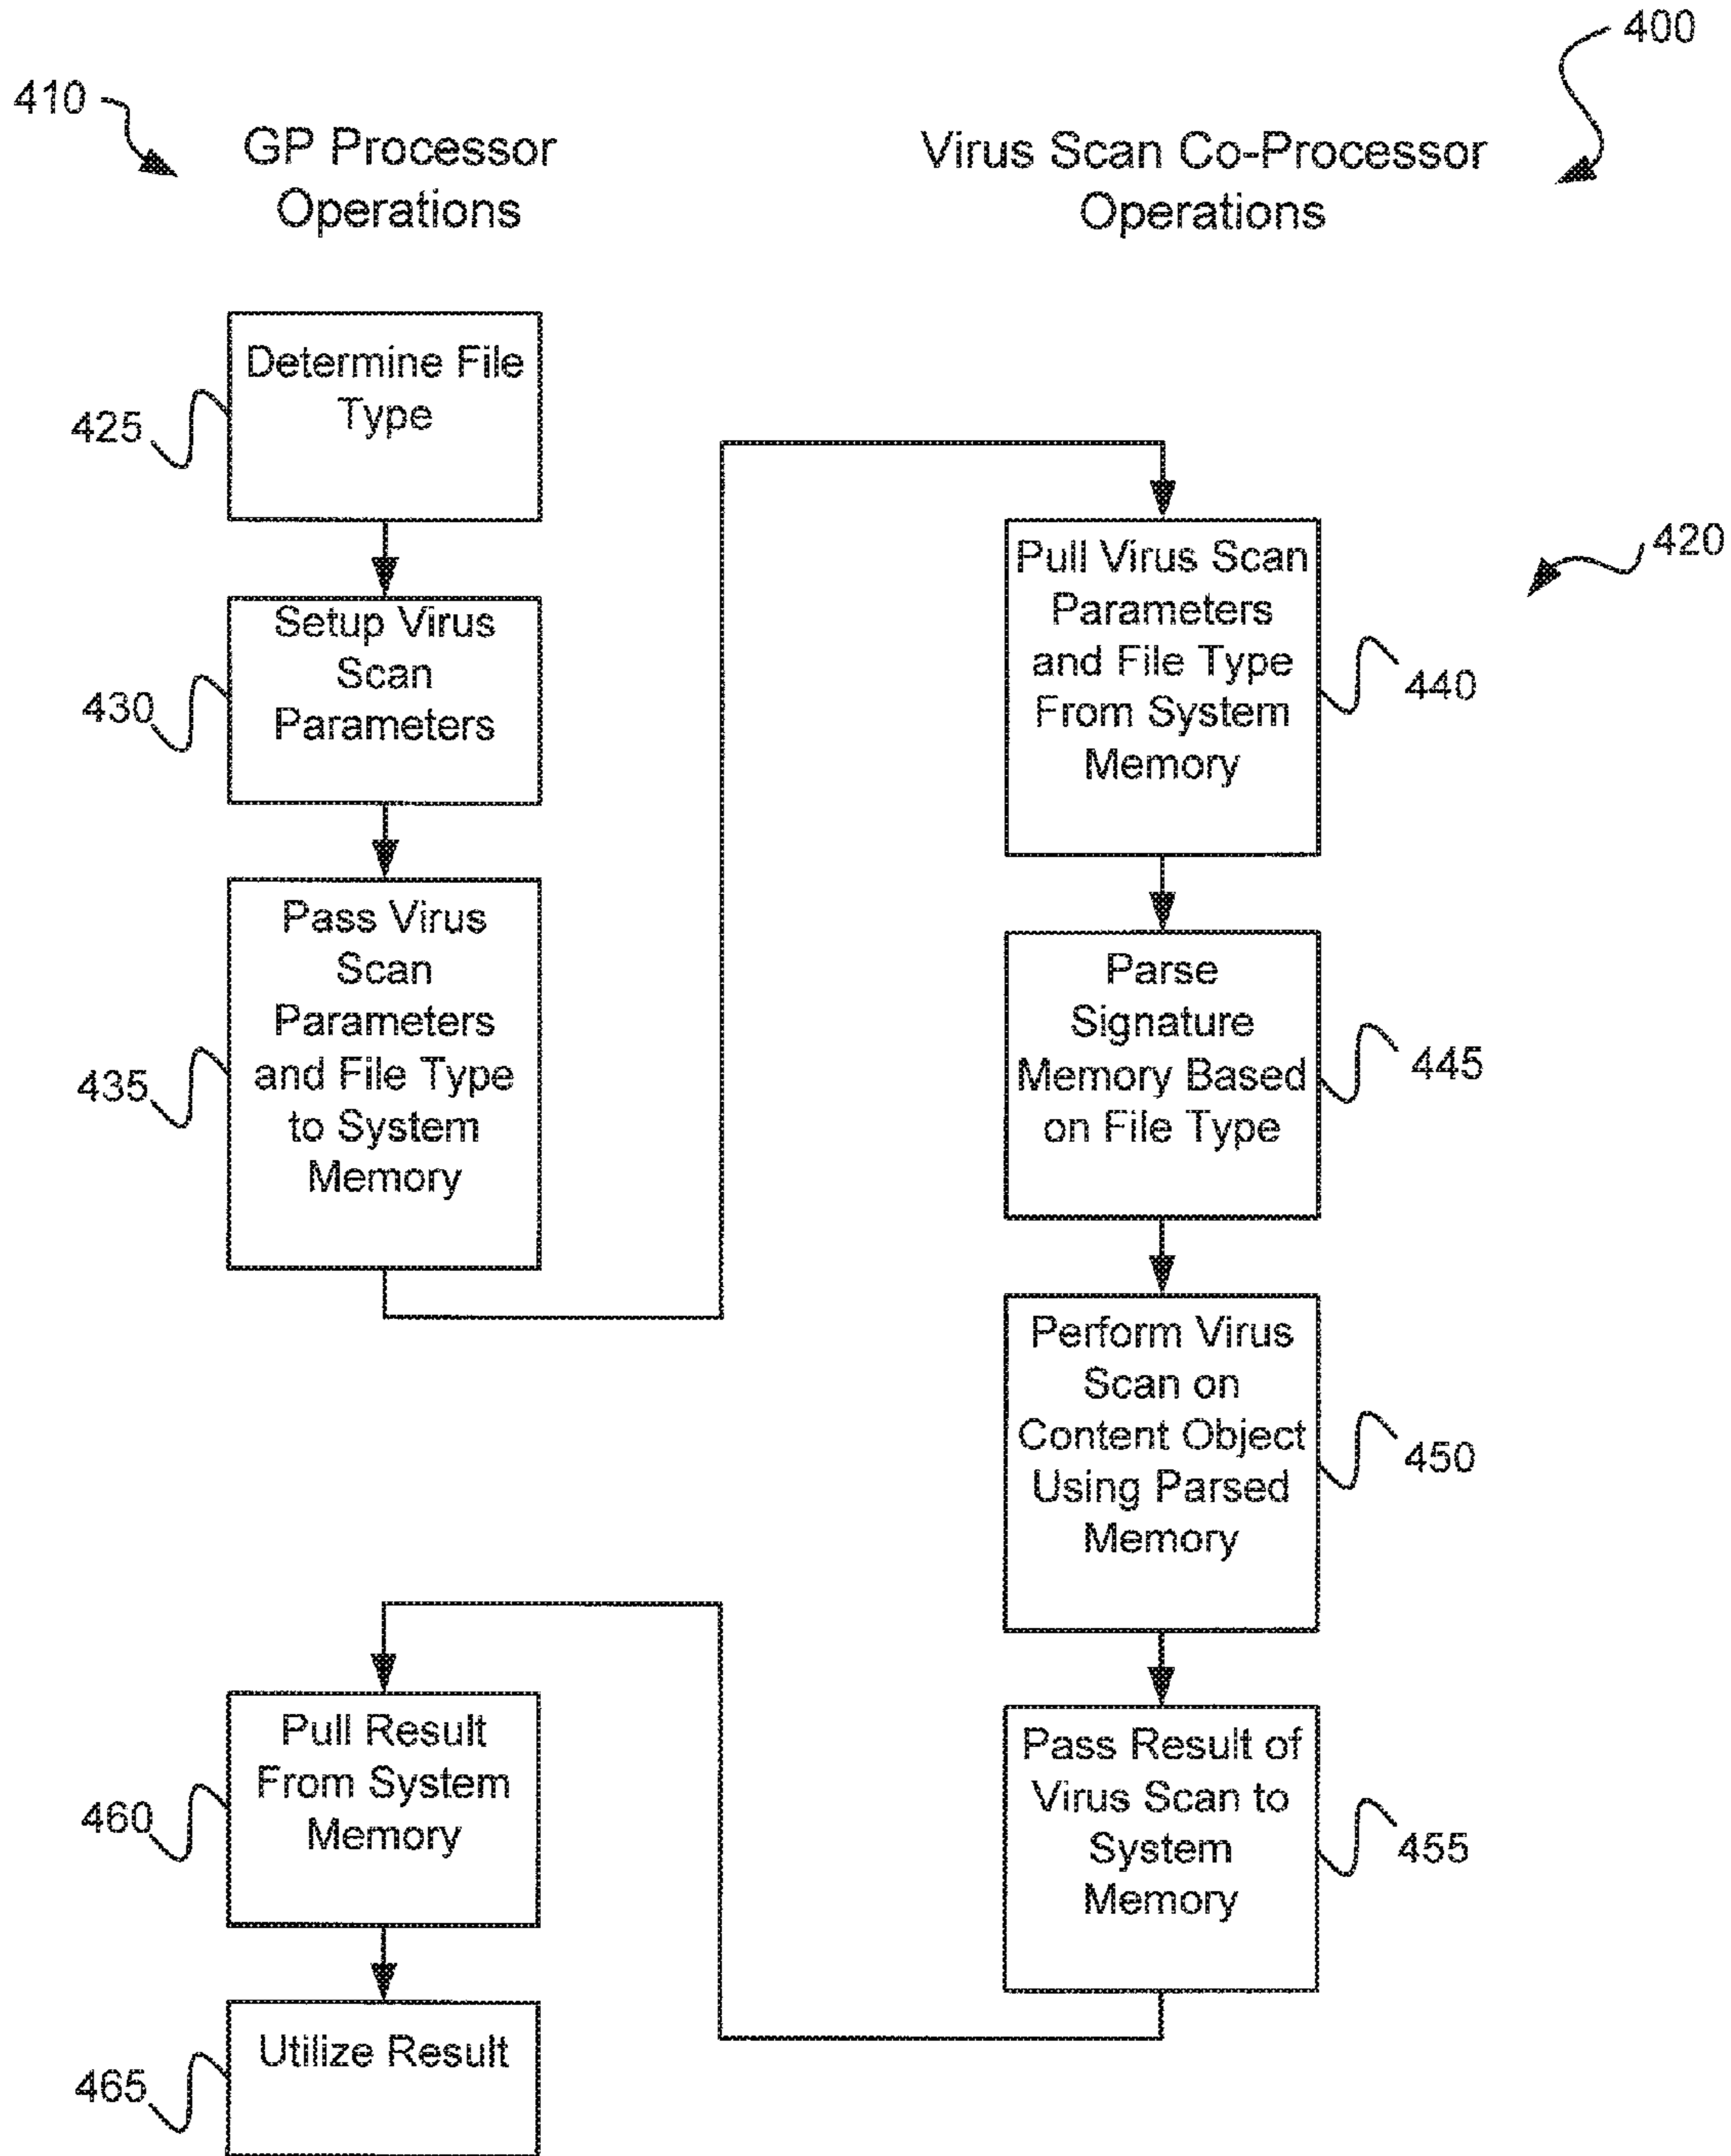 400
410
GP Processor
Operations
Virus Scan Co-Processor
Operations
Determine File
Type
425
Setup Virus
Scan
Parameters
430
Pass Virus
Scan
Parameters
and File Type
to System
Memory
435
420
Pull Virus Scan
Parameters
and File Type
From System
Memory
440
Parse
Signature
Memory Based
on File Type
445
Perform Virus
Scan on
Content Object
Using Parsed
Memory
450
Pass Result of
Virus Scan to
System
Memory
455
Pull Result
From System
Memory
460
Utilize Result
465